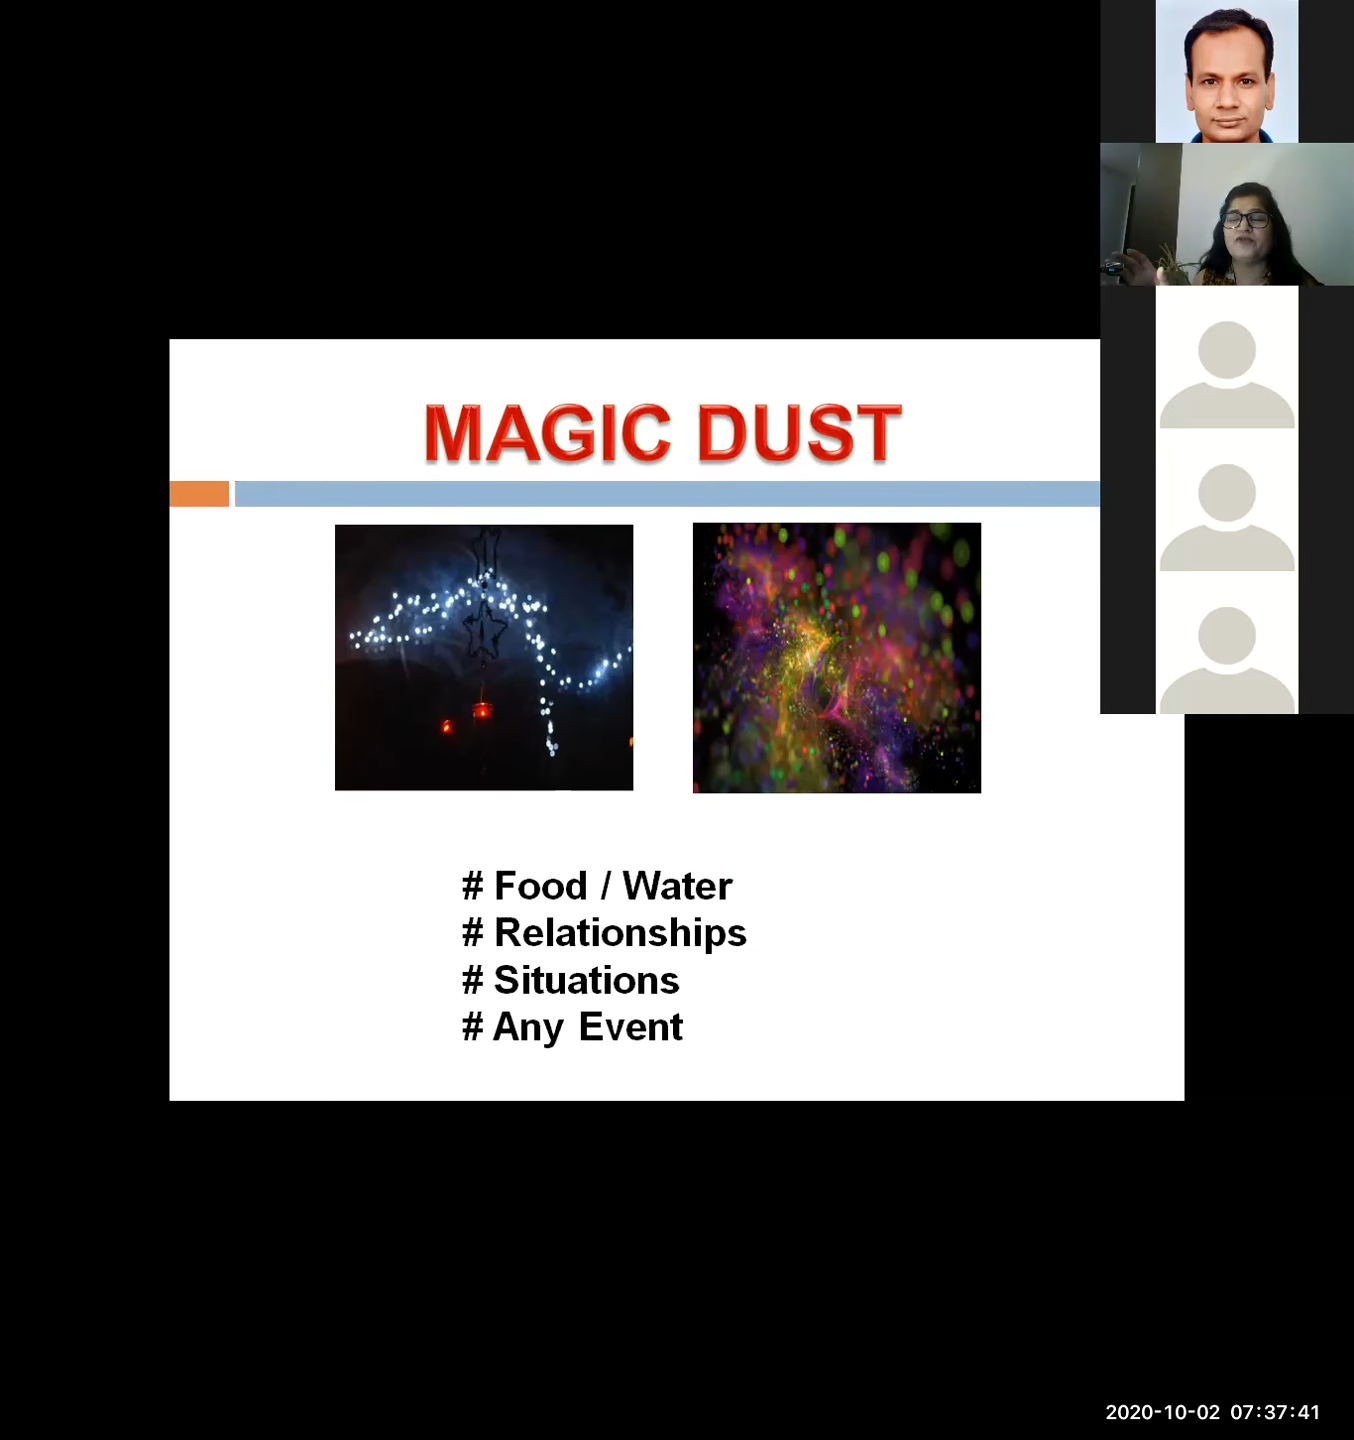 MAGIC DUST
# Food / Water
# Relationships
# Situations
# Any Event
2020-10-02 07:37:41